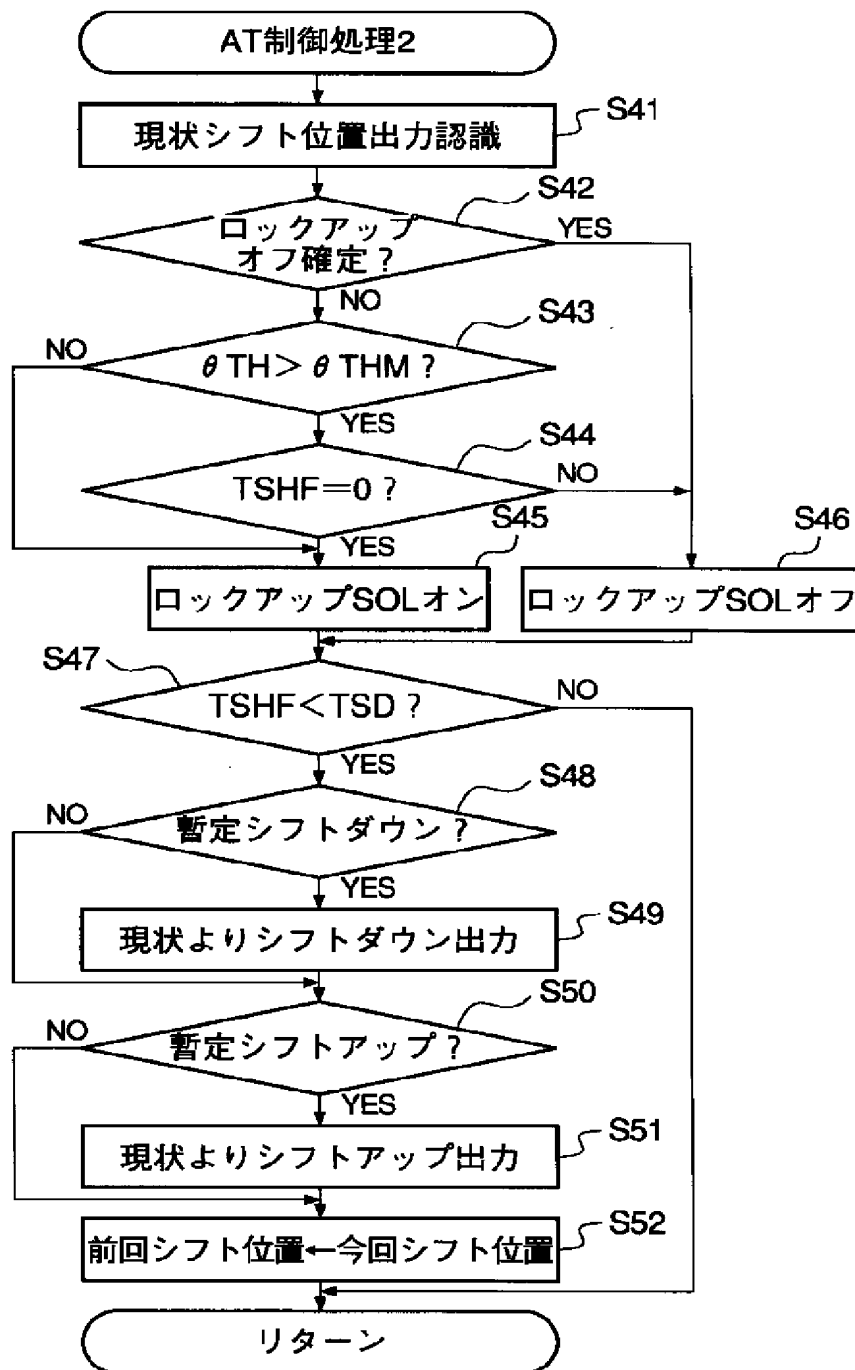 AT制御処理2
S41
現状シフト位置出力認識
S42
ロックアップ
オフ確定？
YES
NO
S43
NO
θTH＞θTHM？
YES
S44
TSHF＝0？
NO
YES
S45
S46
ロックアップSOLオン
ロックアップSOLオフ
S47
TSHF＜TSD？
NO
YES
S48
NO
暫定シフトダウン？
YES
S49
現状よりシフトダウン出力
S50
NO
暫定シフトアップ？
YES
S51
現状よりシフトアップ出力
S52
前回シフト位置←今回シフト位置
リターン